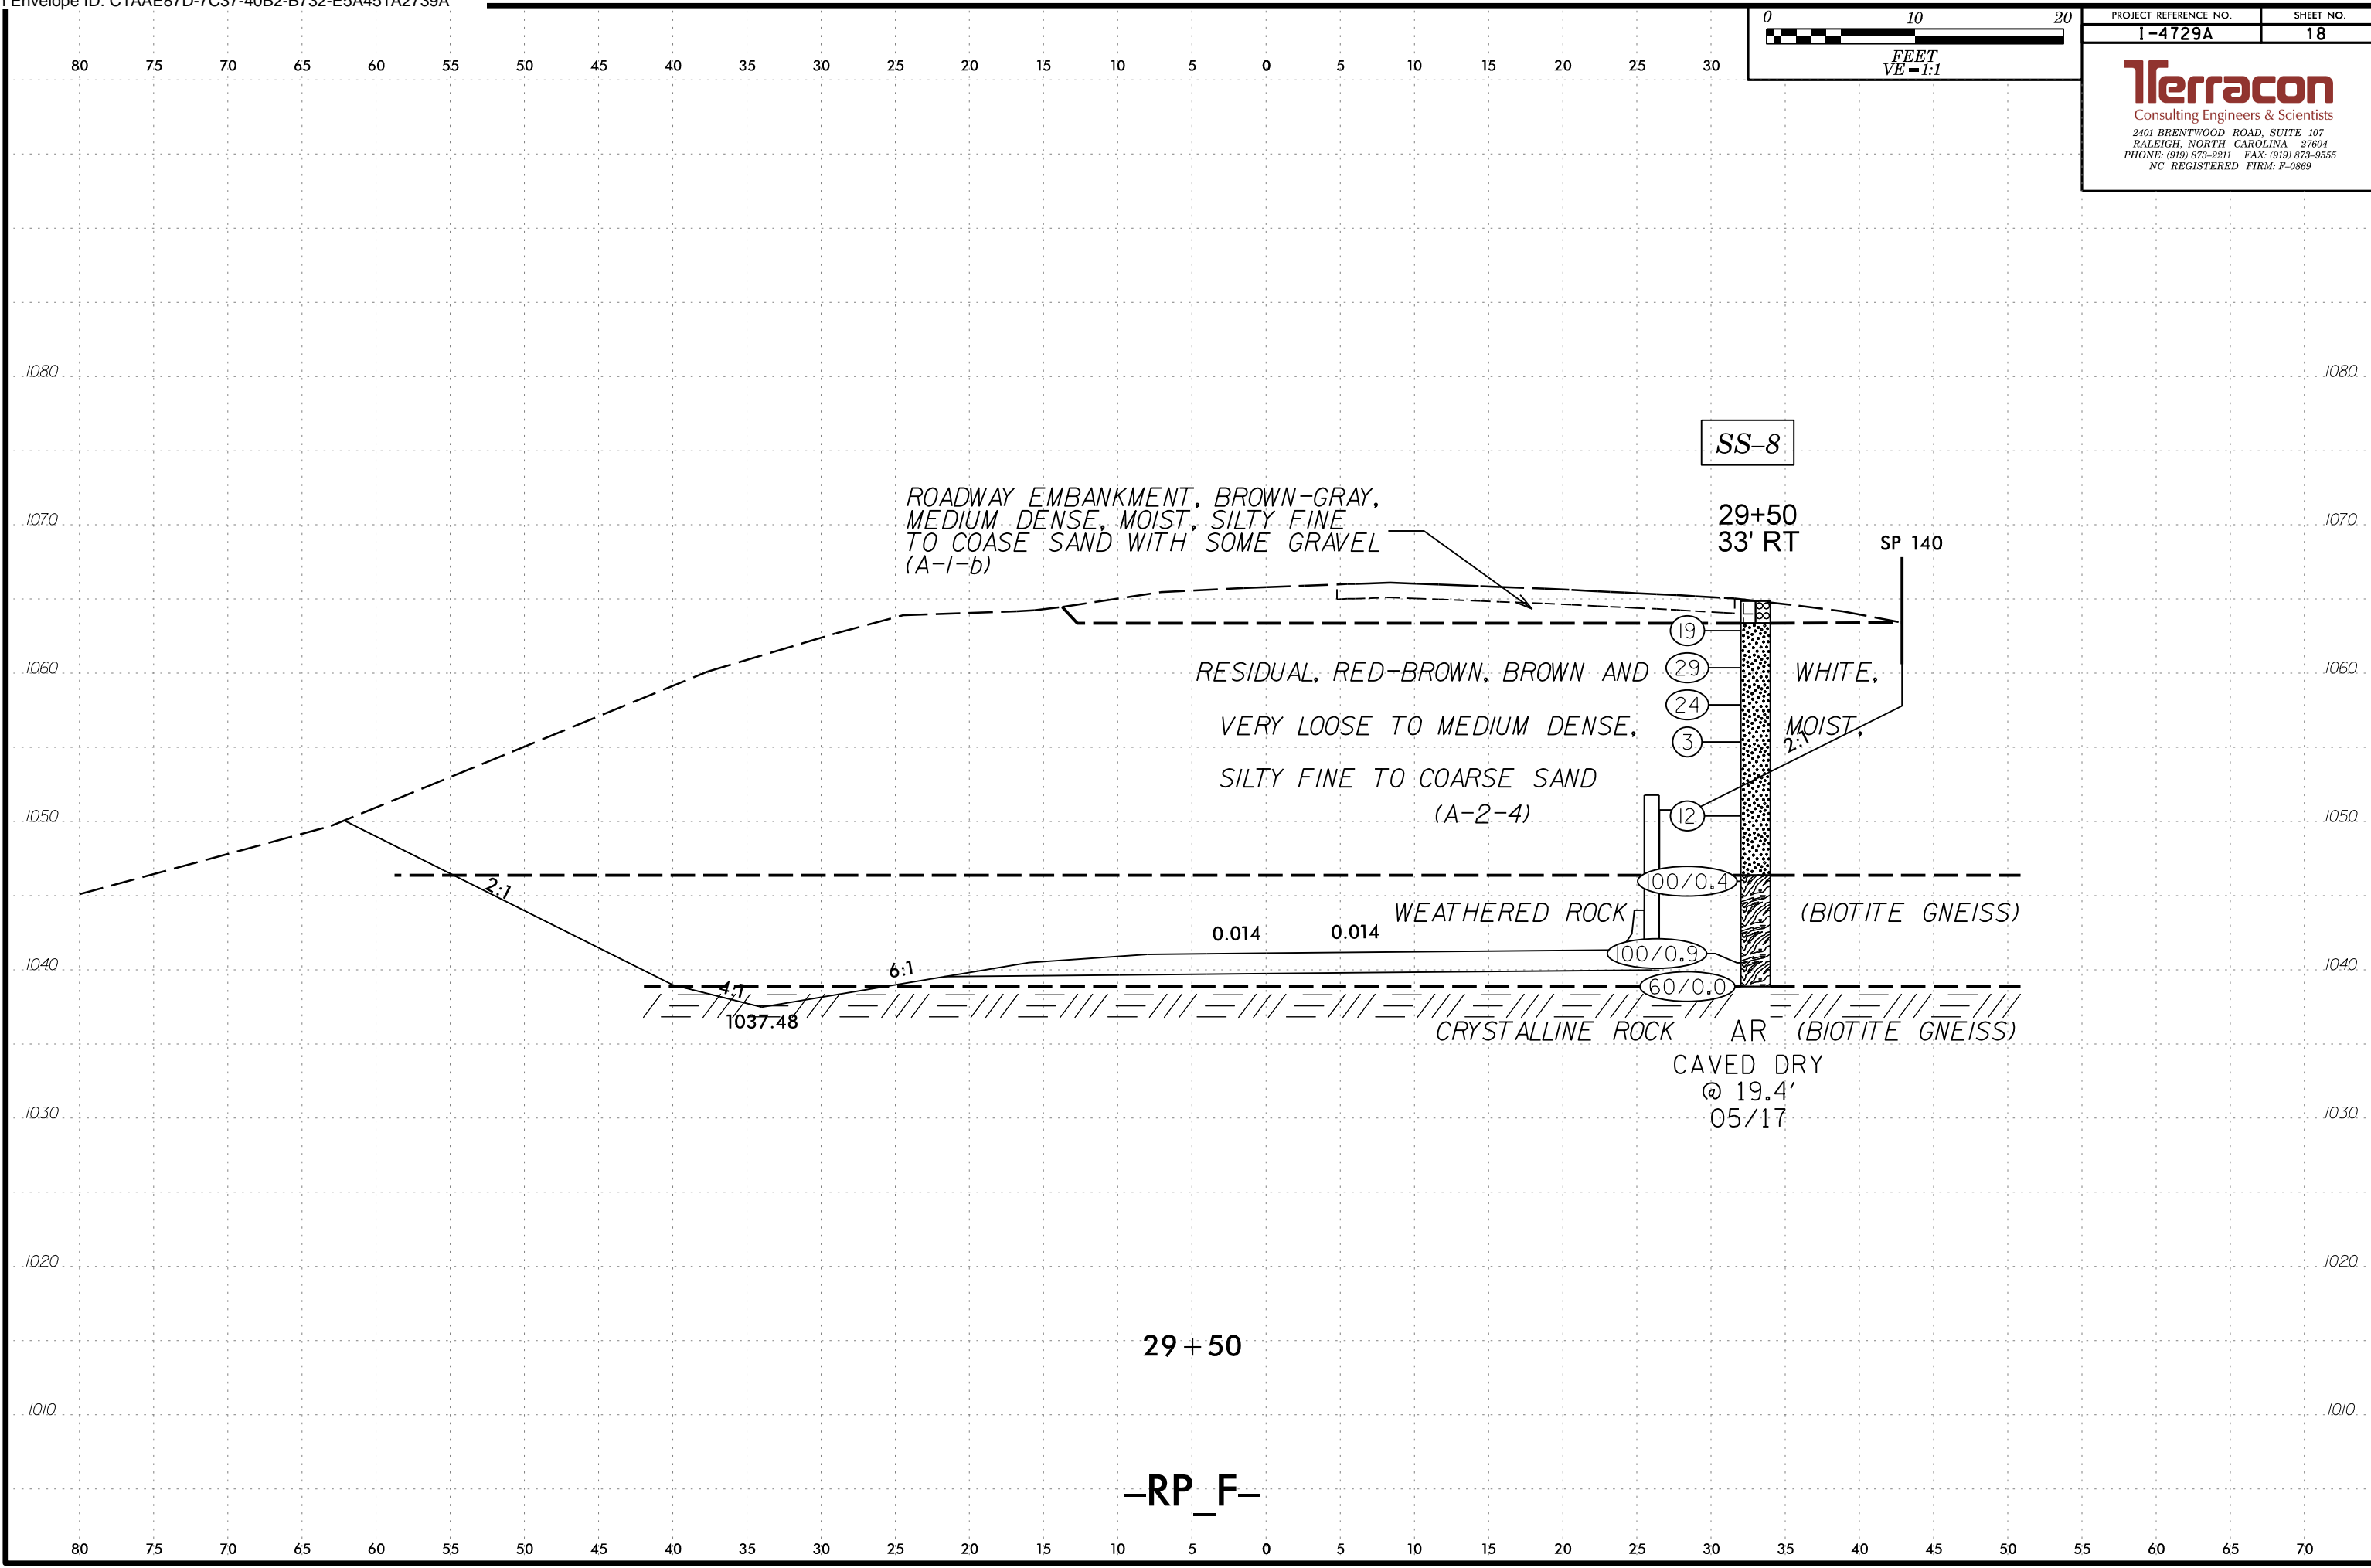 Envelope ID: C1AAE87D-7C37-40B2-B732-E5A451A2739A
0 10 20
FEET
VE=1:1
PROJECT REFERENCE NO. SHEET NO.
I-4729A 18
Terracon
Consulting Engineers & Scientists
2401 BRENTWOOD ROAD, SUITE 107
RALEIGH, NORTH CAROLINA 27604
PHONE: (919) 873-2211 FAX: (919) 873-9555
NC REGISTERED FIRM: F-0869
80 75 70 65 60 55 50 45 40 35 30 25 20 15 10 5 0 5 10 15 20 25 30
1080 1080
SS-8
ROADWAY EMBANKMENT, BROWN-GRAY,
MEDIUM DENSE, MOIST, SILTY FINE
TO COASE SAND WITH SOME GRAVEL
(A-1-b)
29+50
33' RT
SP 140
1070 1070
19
1060 RESIDUAL, RED-BROWN, BROWN AND 29 WHITE, 1060
24
VERY LOOSE TO MEDIUM DENSE, MOIST,
3 2:1
SILTY FINE TO COARSE SAND
(A-2-4) 12
1050 1050
100/0.4
2:1
WEATHERED ROCK (BIOTITE GNEISS)
0.014 0.014
100/0.9
1040 6:1 1040
4:1 60/0.0
1037.48
CRYSTALLINE ROCK AR (BIOTITE GNEISS)
CAVED DRY
@ 19.4'
05/17
1030 1030
1020 1020
29+50
1010 1010
-RP_F-
80 75 70 65 60 55 50 45 40 35 30 25 20 15 10 5 0 5 10 15 20 25 30 35 40 45 50 55 60 65 70